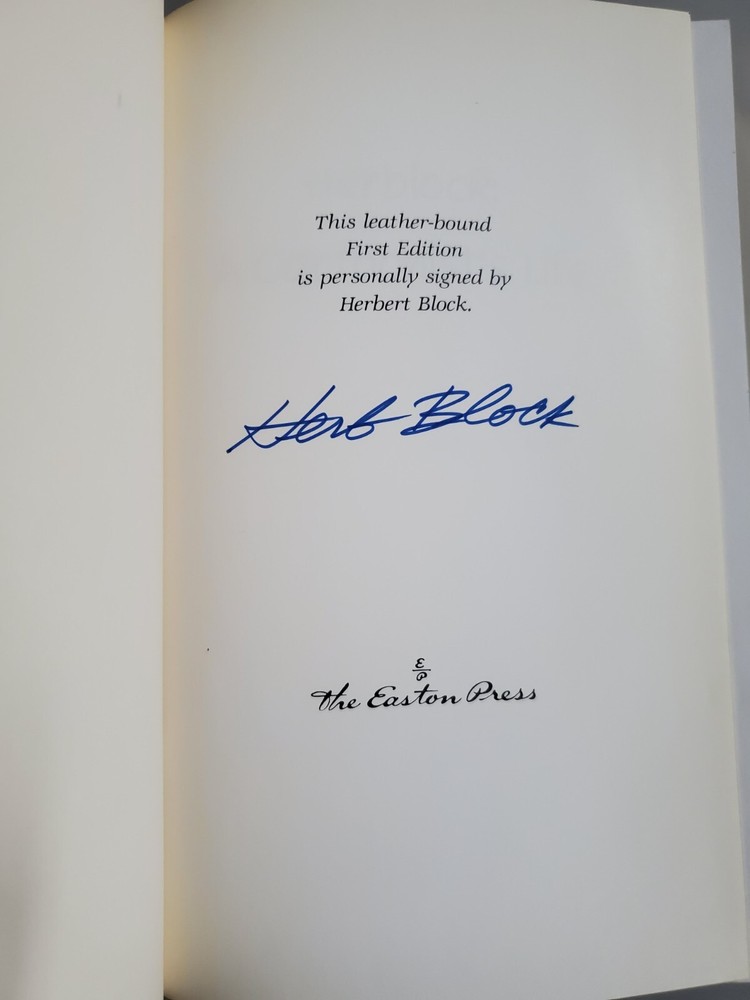 This leather-bound
First Edition
is personally signed by
Herbert Block.
Herb Block
E
P
the Easton Press